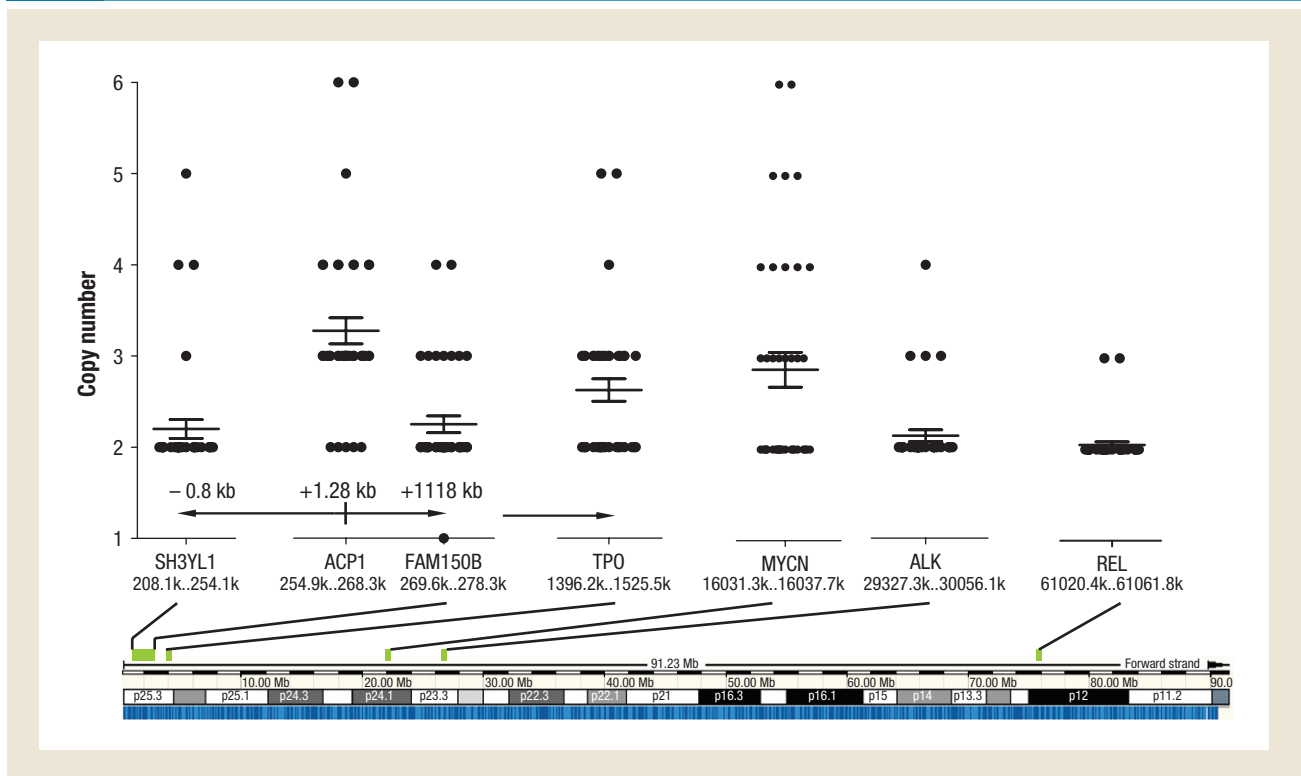 6
5
4
3
2
1
Copy number
– 0.8 kb +1.28 kb +1118 kb
SH3YL1 ACP1 FAM150B TPO MYCN ALK REL
208.1k..254.1k 254.9k..268.3k 269.6k..278.3k 1396.2k..1525.5k 16031.3k..16037.7k 29327.3k..30056.1k 61020.4k..61061.8k
91.23 Mb Forward strand
10.00 Mb 20.00 Mb 30.00 Mb 40.00 Mb 50.00 Mb 60.00 Mb 70.00 Mb 80.00 Mb 90.0
p25.3 p25.1 p24.3 p24.1 p23.3 p22.3 p22.1 p21 p16.3 p16.1 p15 p14 p13.3 p12 p11.2